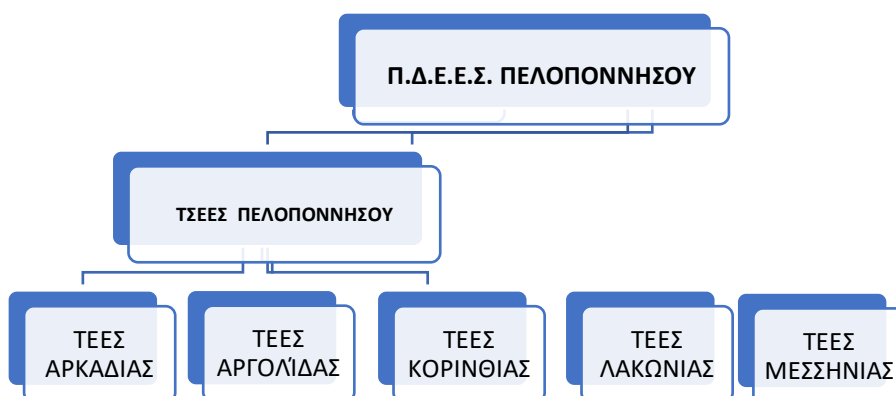 Π.Δ.Ε.Ε.Σ. ΠΕΛΟΠΟΝΝΗΣΟΥ
ΤΣΕΕΣ ΠΕΛΟΠΟΝΝΗΣΟΥ
ΤΕΕΣ
ΑΡΚΑΔΙΑΣ
ΤΕΕΣ
ΑΡΓΟΛΊΔΑΣ
ΤΕΕΣ
ΚΟΡΙΝΘΙΑΣ
ΤΕΕΣ
ΛΑΚΩΝΙΑΣ
ΤΕΕΣ
ΜΕΣΣΗΝΙΑΣ